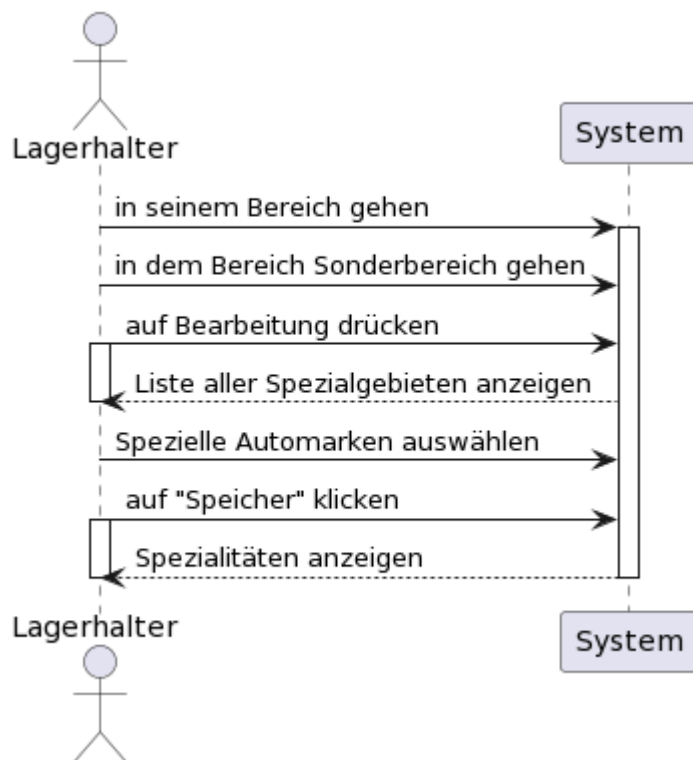 Lagerhalter
System
in seinem Bereich gehen
in dem Bereich Sonderbereich gehen
auf Bearbeitung drücken
Liste aller Spezialgebieten anzeigen
Spezielle Automarken auswählen
auf "Speicher" klicken
Spezialitäten anzeigen
Lagerhalter
System